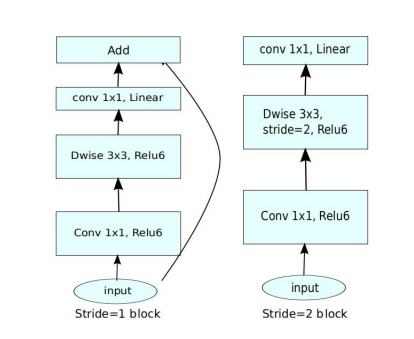 Add
conv 1x1, Linear
Dwise 3x3, Relu6
Conv 1x1, Relu6
input
Stride=1 block
conv 1x1, Linear
Dwise 3x3,
stride=2, Relu6
Conv 1x1, Relu6
input
Stride=2 block